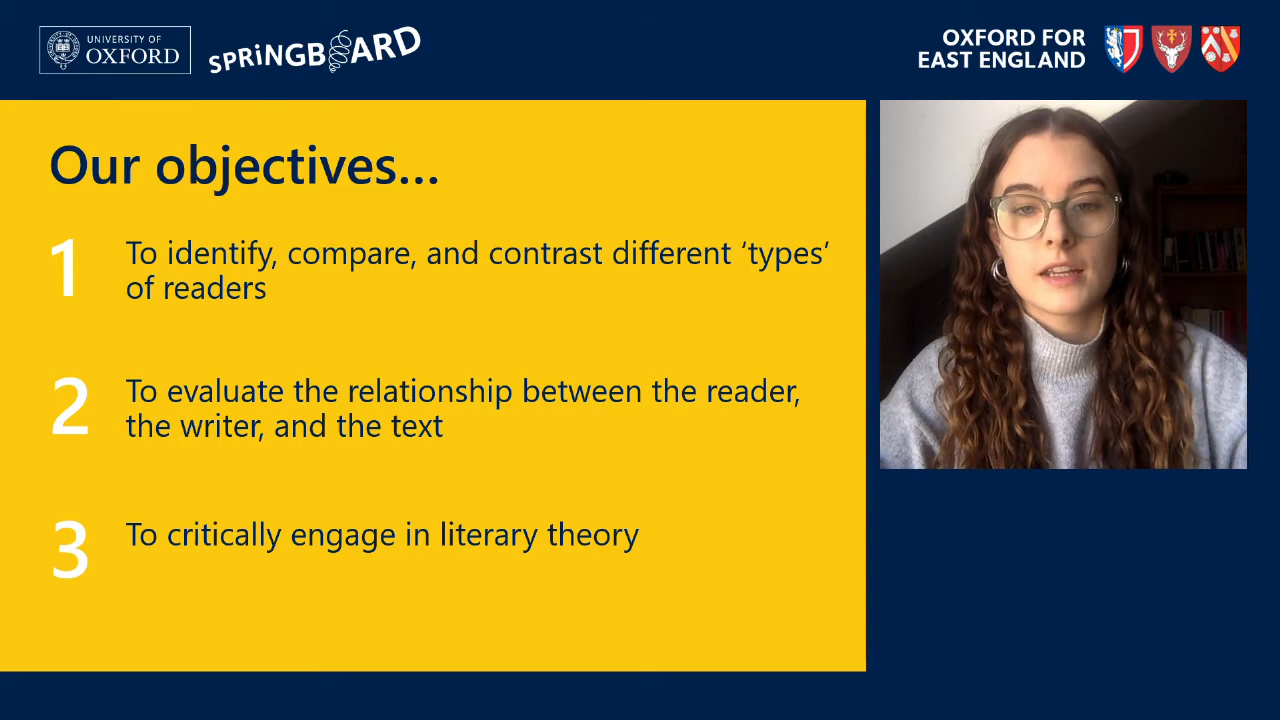 UNIVERSITY OF
OXFORD
SPRiNGBOARD
OXFORD FOR
EAST ENGLAND
Our objectives...
1
To identify, compare, and contrast different ‘types’
of readers
2
To evaluate the relationship between the reader,
the writer, and the text
3
To critically engage in literary theory